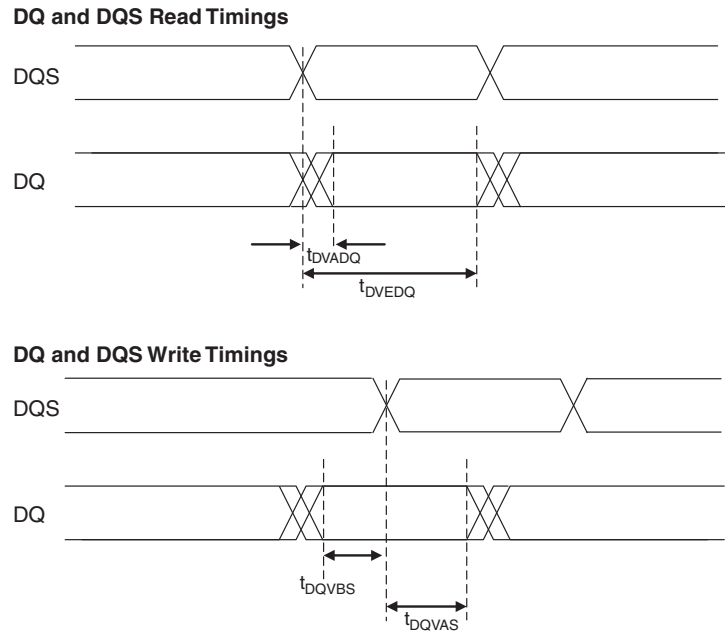 DQ and DQS Read Timings
DQS
DQ
tDVADQ
tDVEDQ
DQ and DQS Write Timings
DQS
DQ
tDQVBS
tDQVAS